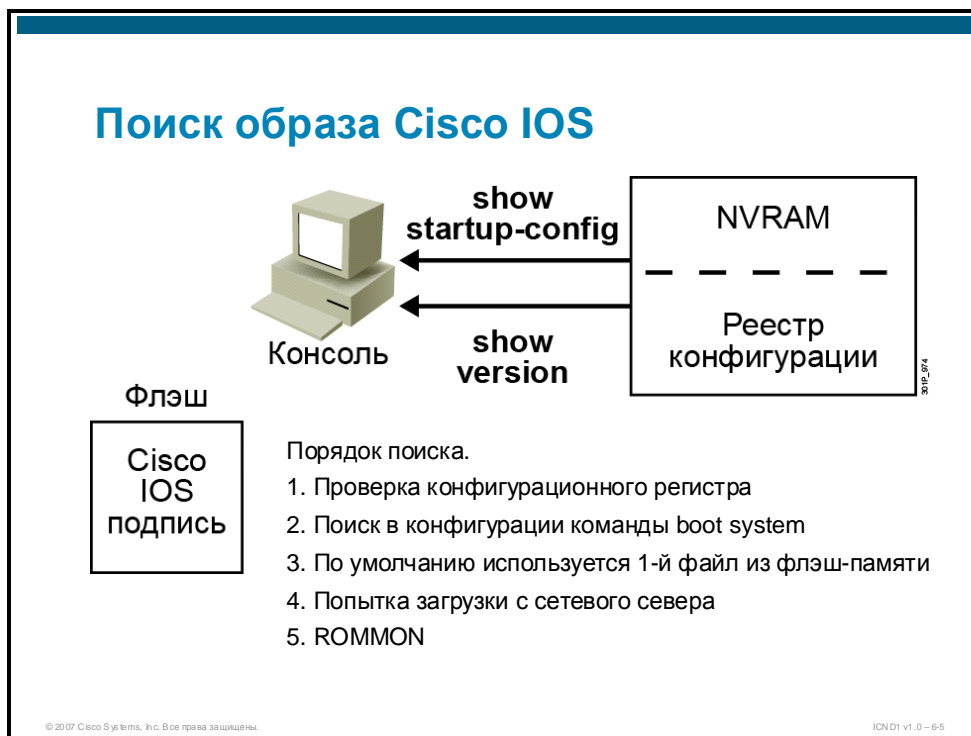 Поиск образа Cisco IOS
show
startup-config
NVRAM
Консоль
show
version
Реестр
конфигурации
301P_974
Флэш
Cisco
IOS
подпись
Порядок поиска.
1. Проверка конфигурационного регистра
2. Поиск в конфигурации команды boot system
3. По умолчанию используется 1-й файл из флэш-памяти
4. Попытка загрузки с сетевого севера
5. ROMMON
© 2007 Cisco Systems, Inc. Все права защищены.
ICND1 v1.0 – 6-5